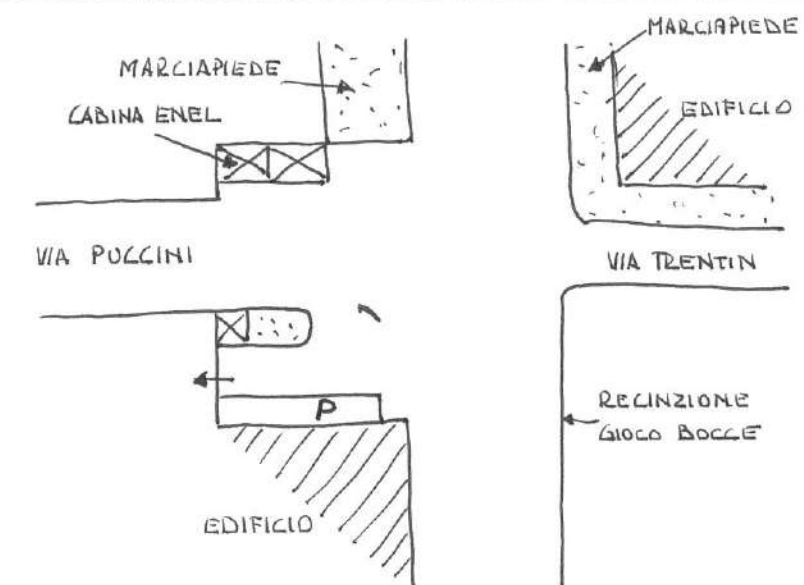 MARCIAPIEDE
MARCIAPIEDE
CABINA ENEL
EDIFICIO
VIA PUCCINI
VIA TRENTIN
P
RECINZIONE
GIOCO BOCCE
EDIFICIO